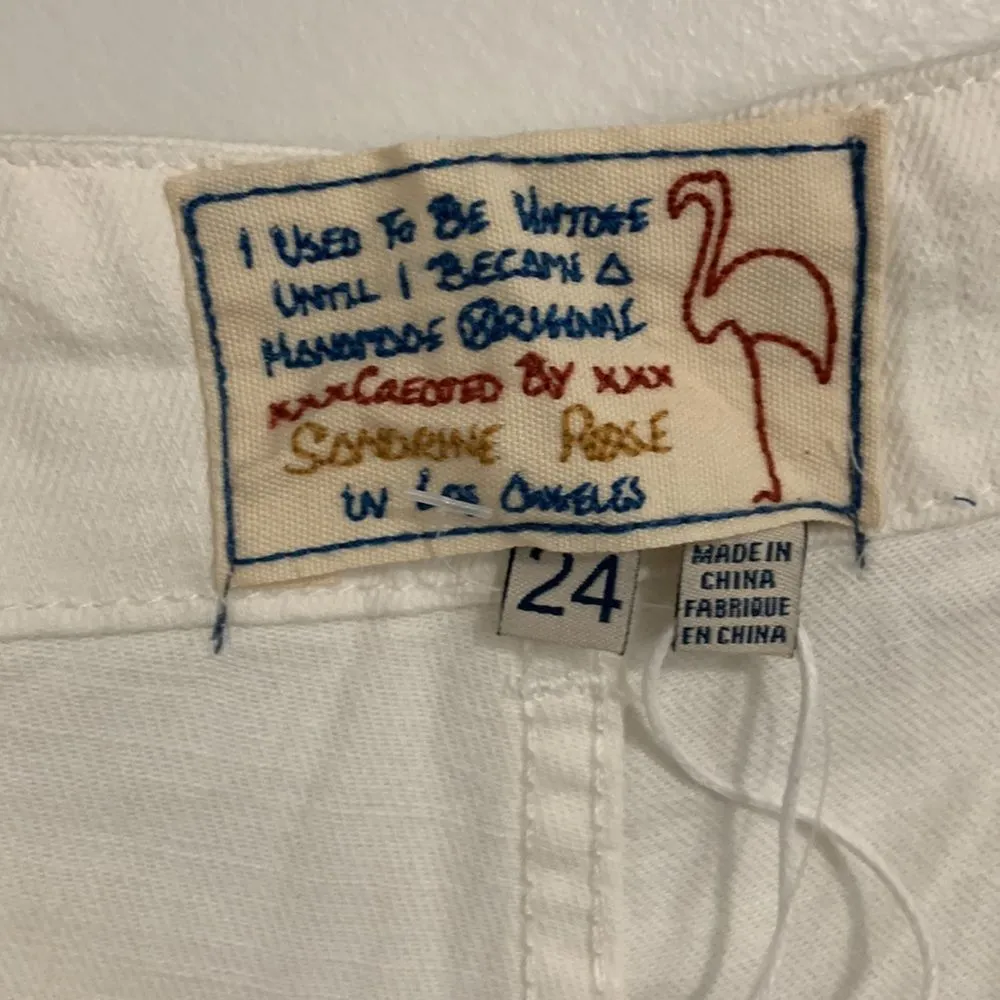 I USED TO BE VINTAGE
UNTIL I BECAME A
HANDMADE ORIGINAL
xxxCREATED BY xxx
SANDRINE ROSE
IN LOS ANGELES
24
MADE IN
CHINA
FABRIQUE
EN CHINA